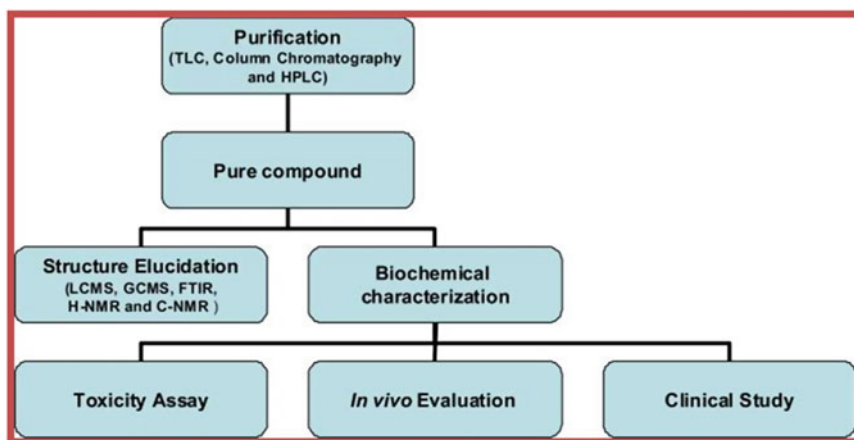 Purification
(TLC, Column Chromatography
and HPLC)
Pure compound
Structure Elucidation
(LCMS, GCMS, FTIR,
H-NMR and C-NMR )
Biochemical
characterization
Toxicity Assay
In vivo Evaluation
Clinical Study